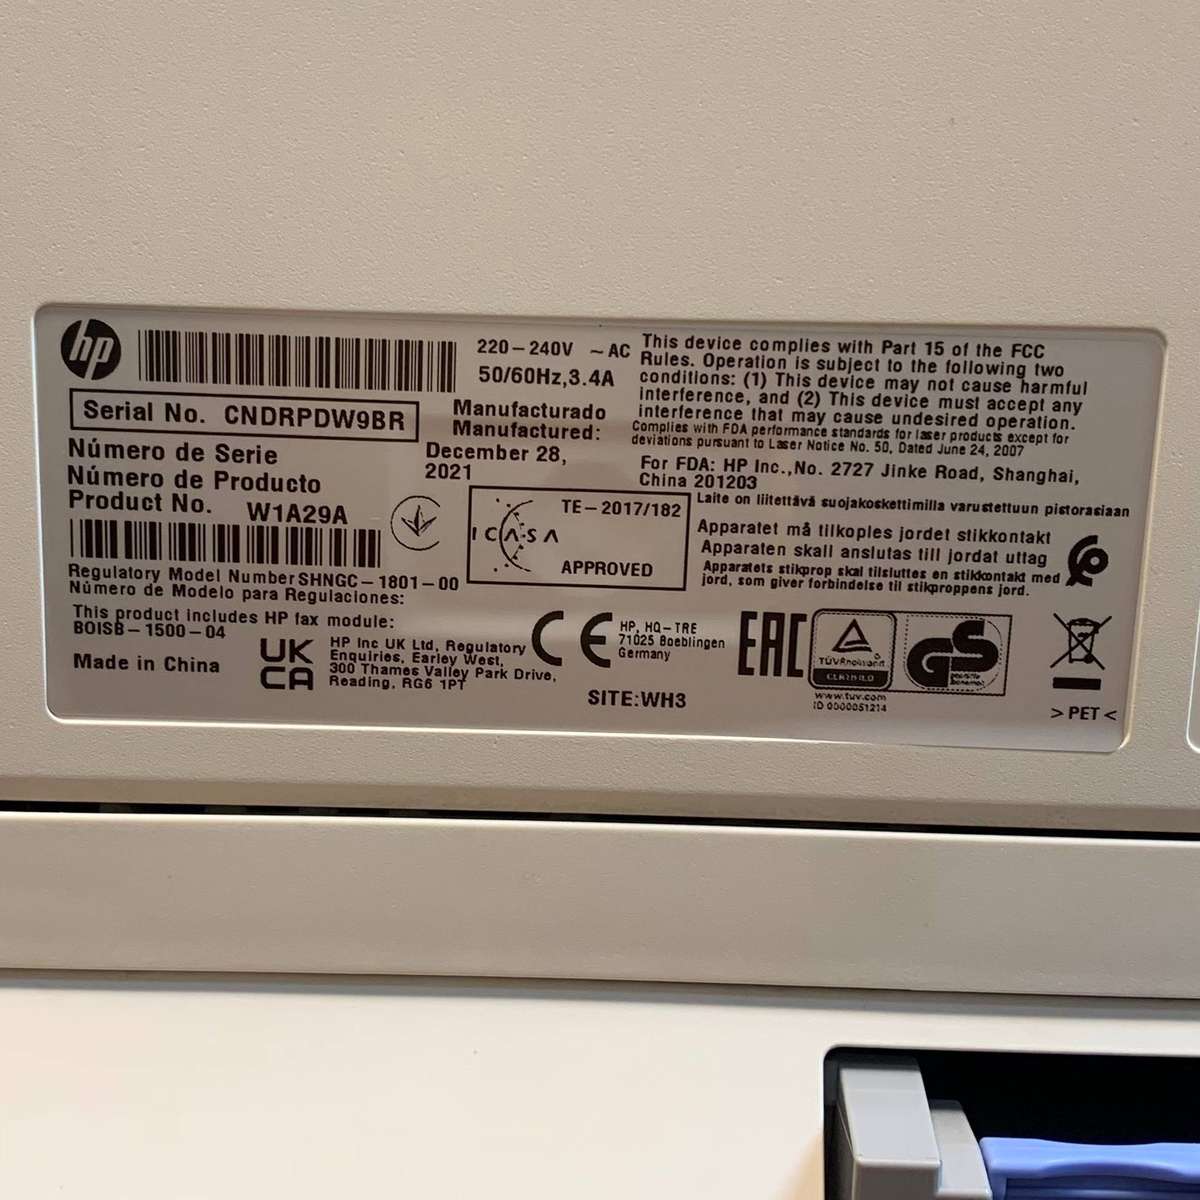 hp
220-240V ~ AC
50/60Hz,3.4A
Serial No. CNDRPDW9BR
Número de Serie
Número de Producto
Product No. W1A29A
Manufacturado
Manufactured:
December 28,
2021
ICASA
TE-2017/182
APPROVED
Regulatory Model Number SHNGC-1801-00
Número de Modelo para Regulaciones:
This product includes HP fax module:
BOISB-1500-04
Made in China
UK
CA
HP Inc UK Ltd, Regulatory
Enquiries, Earley West,
300 Thames Valley Park Drive,
Reading, RG6 1PT
CE
HP, HQ-TRE
71025 Boeblingen
Germany
SITE:WH3
This device complies with Part 15 of the FCC
Rules. Operation is subject to the following two
conditions: (1) This device may not cause harmful
interference, and (2) This device must accept any
interference that may cause undesired operation.
Complies with FDA performance standards for laser products except for
deviations pursuant to Laser Notice No. 50, Dated June 24, 2007
For FDA: HP Inc.,No. 2727 Jinke Road, Shanghai,
China 201203
Laite on liitettävä suojakoskettimilla varustettuun pistorasiaan
Apparatet må tilkoples jordet stikkontakt
Apparaten skall anslutas till jordat uttag
Apparatets stikprop skal tilsluttes en stikkontakt med
jord, som giver forbindelse til stikproppens jord.
EAC
TÜVRheinland
CERTIFIED
www.tuv.com
ID 0000051214
GS
geprüfte
> PET <